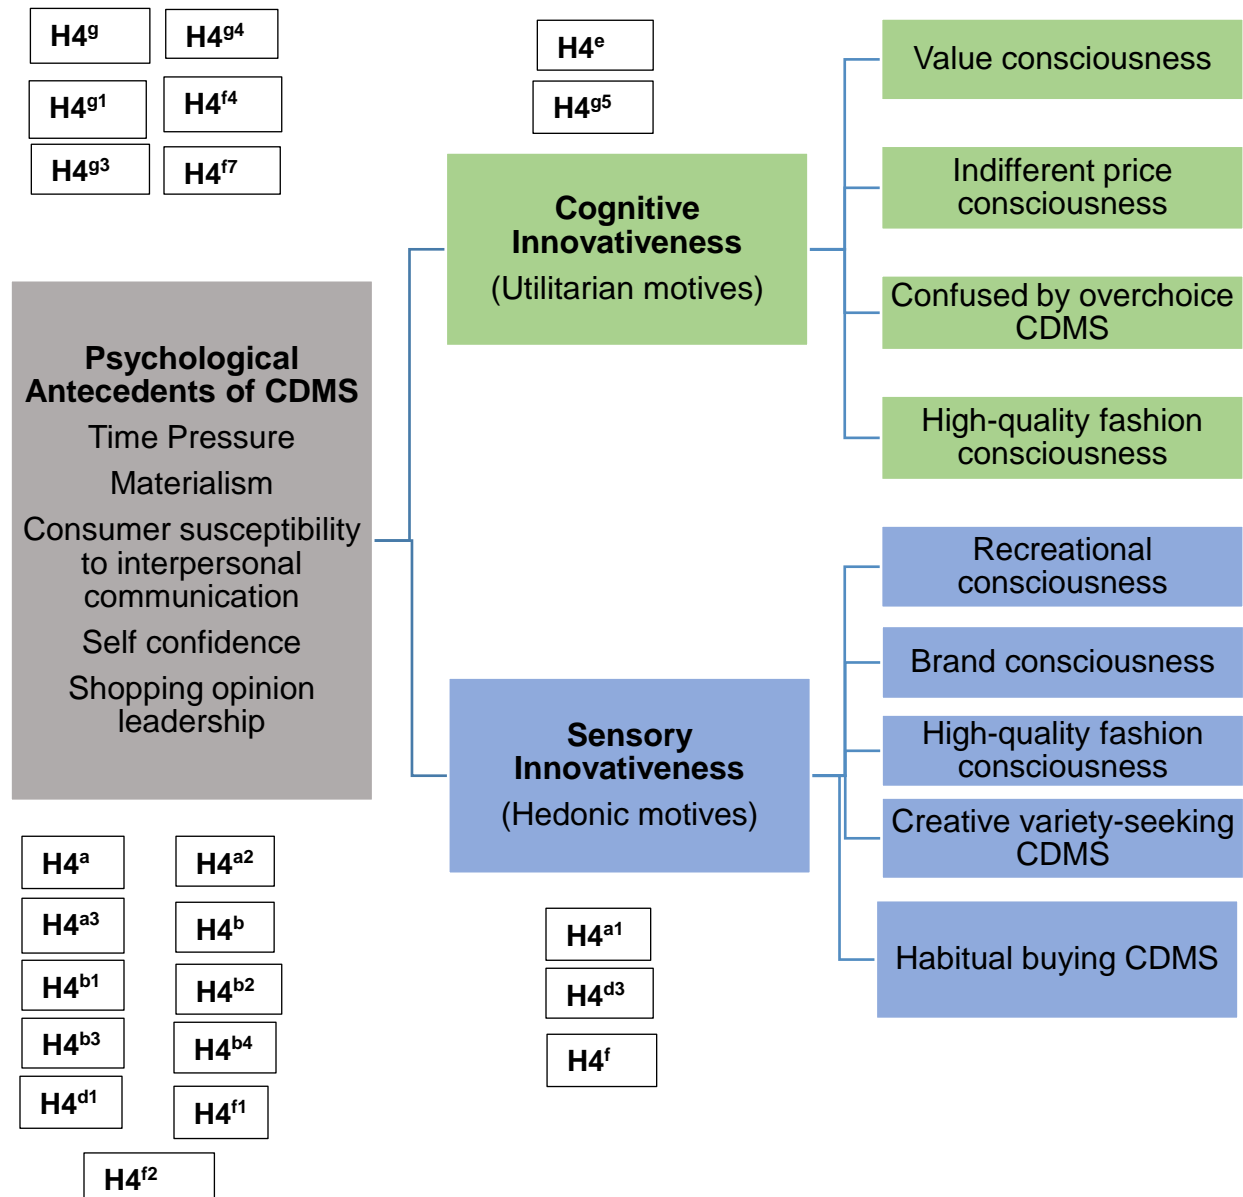 H4g
H4g4
H4g1
H4f4
H4g3
H4f7
H4e
H4g5
Psychological
Antecedents of CDMS
Time Pressure
Materialism
Consumer susceptibility
to interpersonal
communication
Self confidence
Shopping opinion
leadership
Cognitive
Innovativeness
(Utilitarian motives)
Value consciousness
Indifferent price
consciousness
Confused by overchoice
CDMS
High-quality fashion
consciousness
Sensory
Innovativeness
(Hedonic motives)
Recreational
consciousness
Brand consciousness
High-quality fashion
consciousness
Creative variety-seeking
CDMS
Habitual buying CDMS
H4a
H4a2
H4a3
H4b
H4b1
H4b2
H4b3
H4b4
H4d1
H4f1
H4f2
H4a1
H4d3
H4f